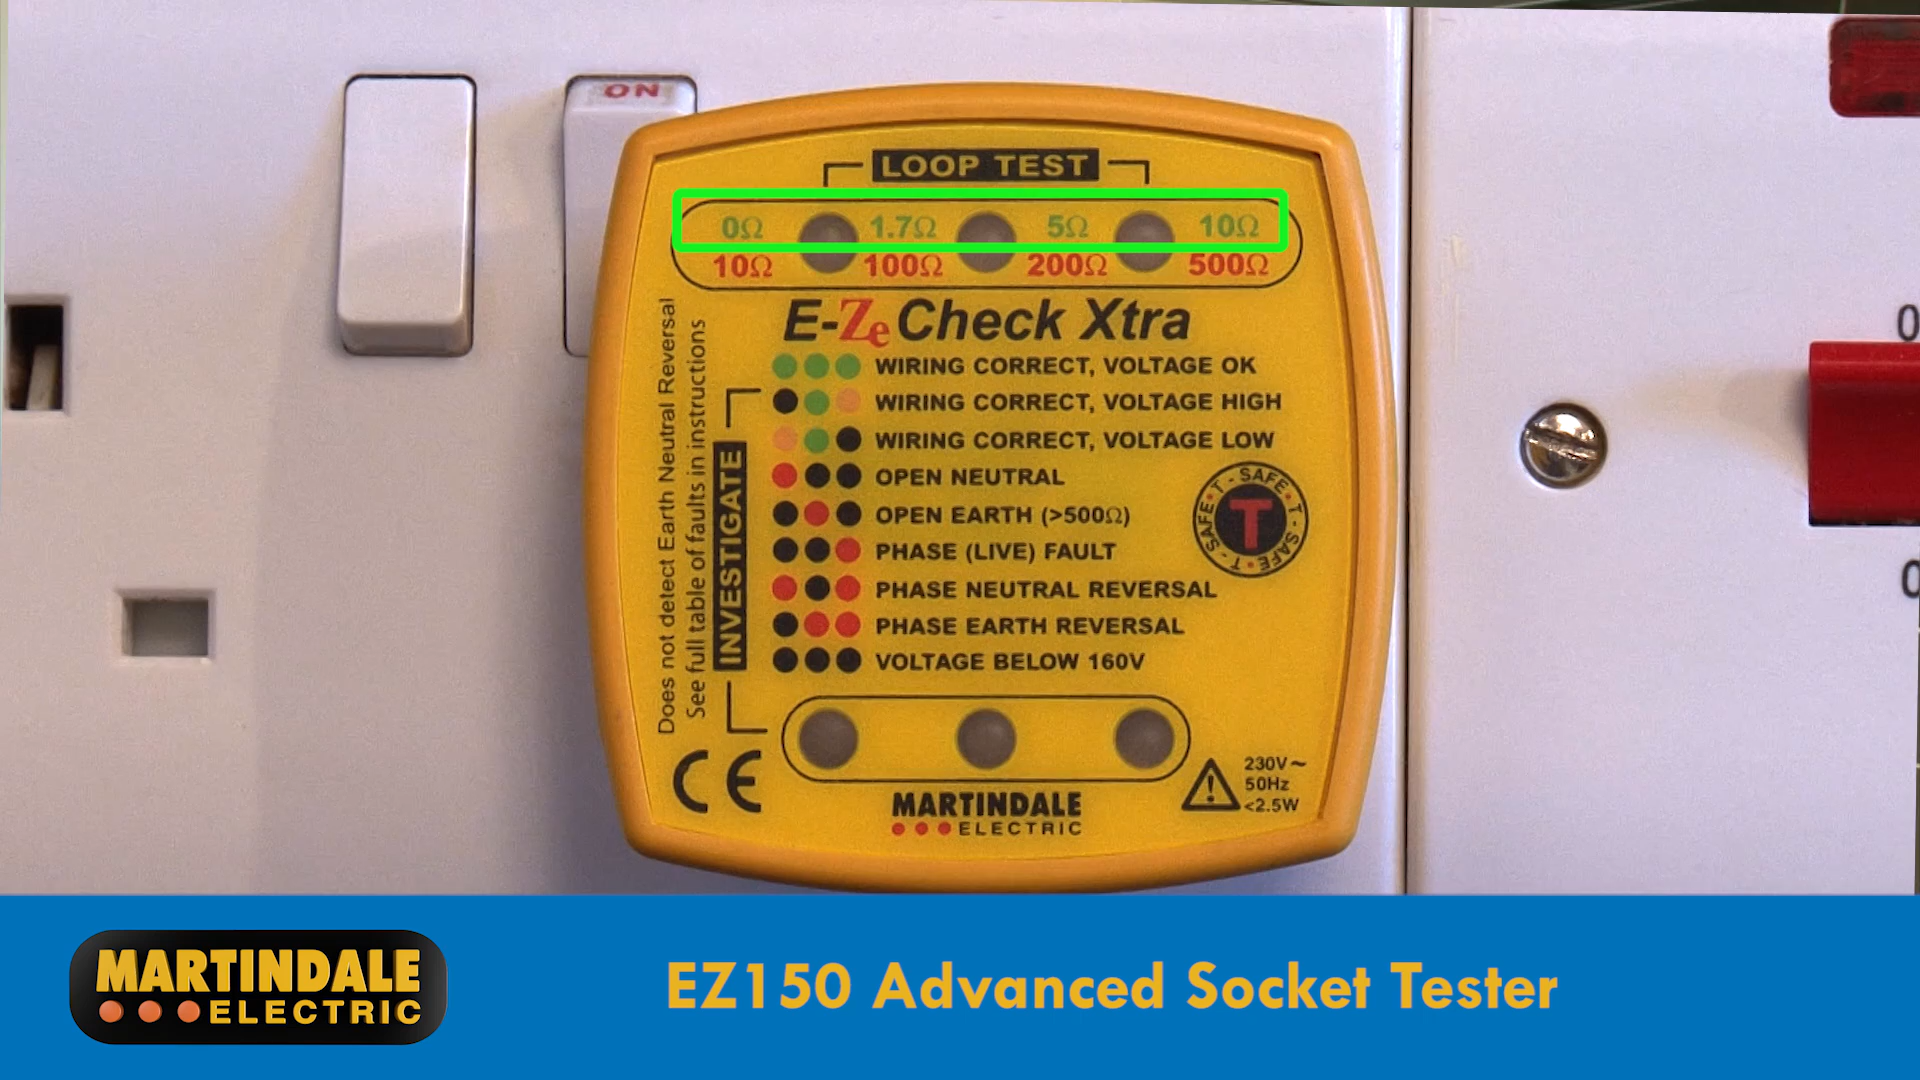 ON
LOOP TEST
0Ω 1.7Ω 5Ω 10Ω
10Ω 100Ω 200Ω 500Ω
E-Ze Check Xtra
WIRING CORRECT, VOLTAGE OK
WIRING CORRECT, VOLTAGE HIGH
WIRING CORRECT, VOLTAGE LOW
OPEN NEUTRAL
OPEN EARTH (>500Ω)
PHASE (LIVE) FAULT
PHASE NEUTRAL REVERSAL
PHASE EARTH REVERSAL
VOLTAGE BELOW 160V
INVESTIGATE
Does not detect Earth Neutral Reversal
See full table of faults in instructions
T-SAFE•T-SAFE•T-SAFE•
T
CE
230V~
50Hz
<2.5W
MARTINDALE
ELECTRIC
MARTINDALE
ELECTRIC
EZ150 Advanced Socket Tester